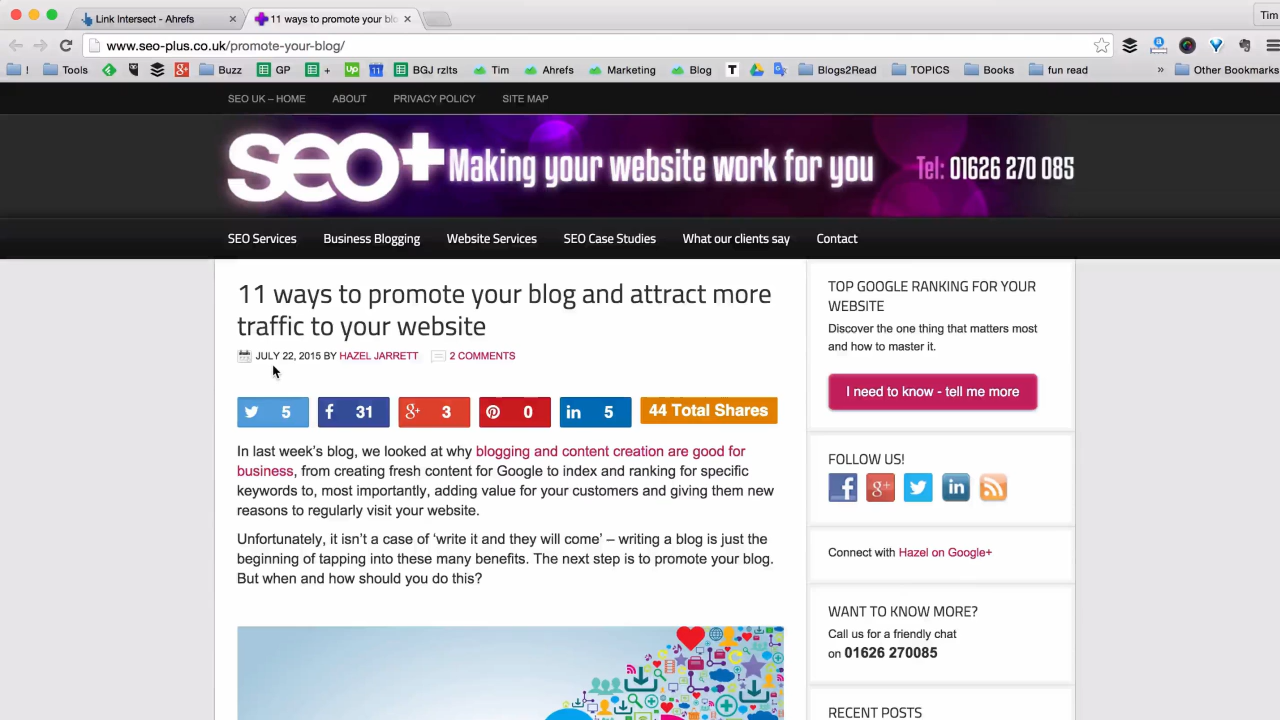 Link Intersect - Ahrefs
11 ways to promote your blo
Tim
www.seo-plus.co.uk/promote-your-blog/
!
Tools
Buzz
GP
+
BGJ rzlts
Tim
Ahrefs
Marketing
Blog
Blogs2Read
TOPICS
Books
fun read
»
Other Bookmarks
SEO UK – HOME
ABOUT
PRIVACY POLICY
SITE MAP
seo+ Making your website work for you
Tel: 01626 270 085
SEO Services
Business Blogging
Website Services
SEO Case Studies
What our clients say
Contact
11 ways to promote your blog and attract more
traffic to your website
JULY 22, 2015 BY HAZEL JARRETT 2 COMMENTS
5
31
3
0
5
44 Total Shares
In last week’s blog, we looked at why blogging and content creation are good for
business, from creating fresh content for Google to index and ranking for specific
keywords to, most importantly, adding value for your customers and giving them new
reasons to regularly visit your website.
Unfortunately, it isn’t a case of ‘write it and they will come’ – writing a blog is just the
beginning of tapping into these many benefits. The next step is to promote your blog.
But when and how should you do this?
TOP GOOGLE RANKING FOR YOUR
WEBSITE
Discover the one thing that matters most
and how to master it.
I need to know - tell me more
FOLLOW US!
Connect with Hazel on Google+
WANT TO KNOW MORE?
Call us for a friendly chat
on 01626 270085
RECENT POSTS